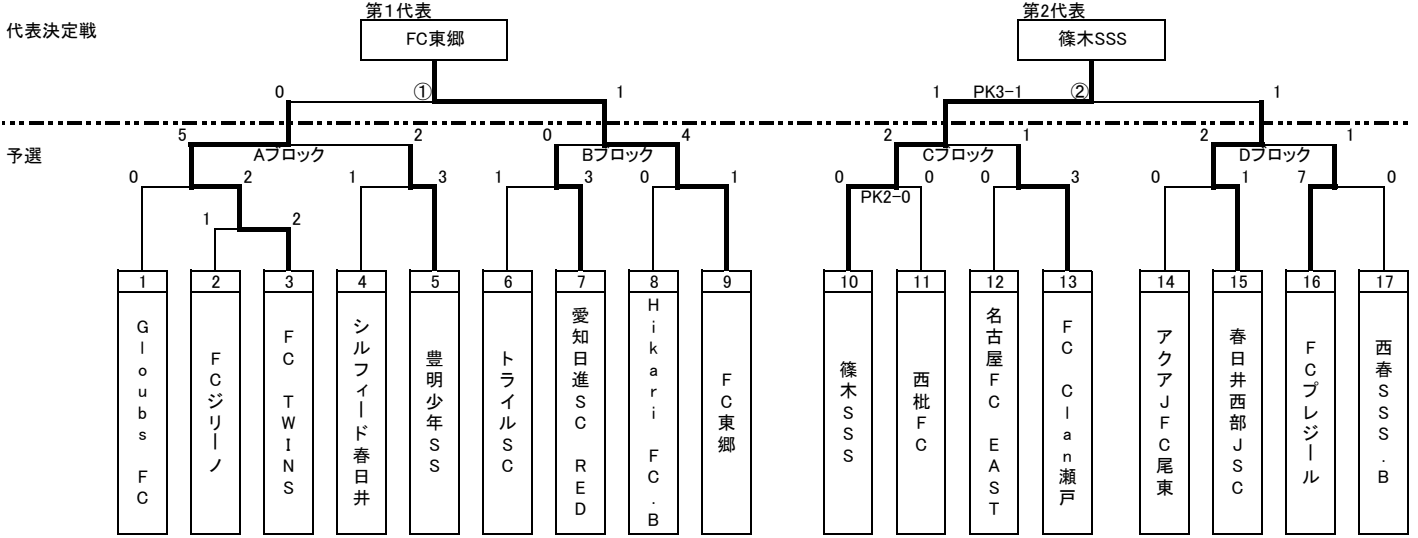 第1代表
第2代表
代表決定戦
FC東郷
篠木SSS
0
①
1
1
PK3-1
②
1
5
2
0
4
2
1
2
1
予選
Aブロック
Bブロック
Cブロック
Dブロック
0
2
1
3
1
3
0
1
0
0
0
3
0
1
7
0
PK2-0
1
2
1
2
3
4
5
6
7
8
9
10
11
12
13
14
15
16
17
Gloubs FC
FCジリーノ
FC TWINS
シルフィード春日井
豊明少年SS
トライルSC
愛知日進SC RED
Hikari FC.B
FC東郷
篠木SSS
西枇FC
名古屋FC EAST
FC Clan瀬戸
アクアJFC尾東
春日井西部JSC
FCプレジール
西春SSS.B